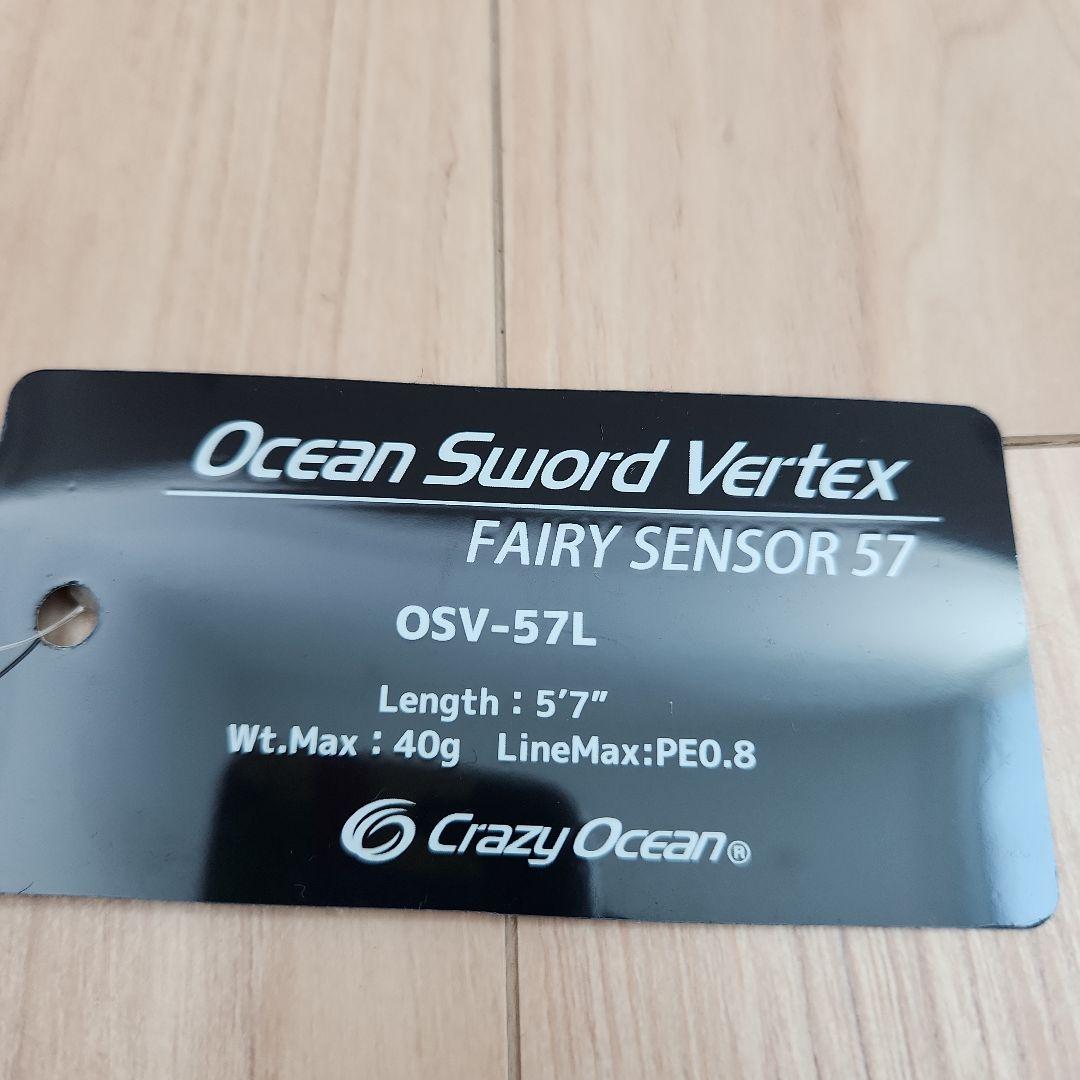 Ocean Sword Vertex
FAIRY SENSOR 57
OSV-57L
Length：5'7"
Wt.Max：40g LineMax:PE0.8
Crazy Ocean®